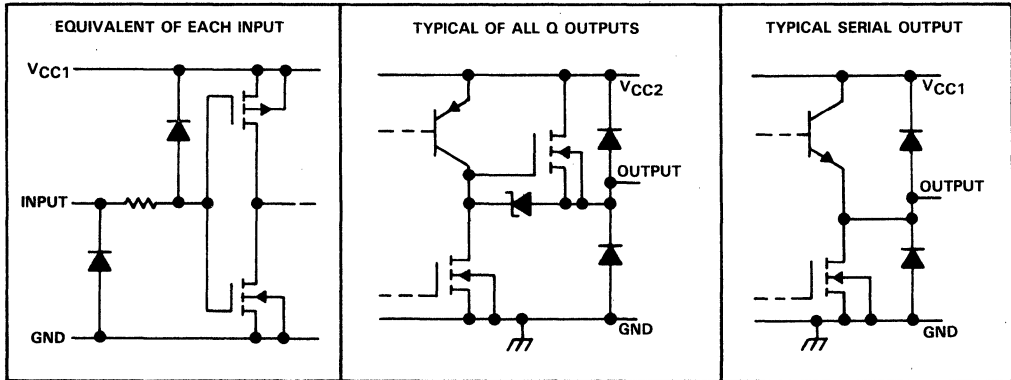 EQUIVALENT OF EACH INPUT
VCC1
INPUT
GND
TYPICAL OF ALL Q OUTPUTS
VCC2
OUTPUT
GND
TYPICAL SERIAL OUTPUT
VCC1
OUTPUT
GND